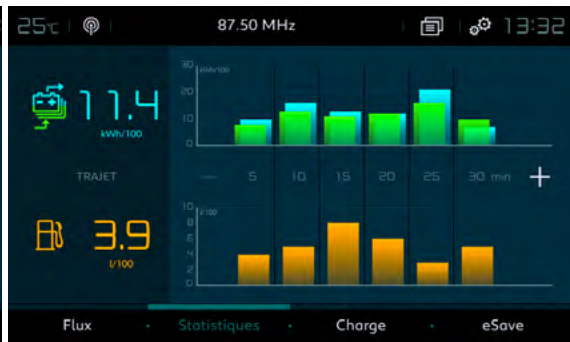 25°C 87.50 MHz 13:32
30 kWh/100
20
10
0
11.4
kWh/100
TRAJET
5 10 15 20 25 30 min +
10 l/100
8
6
4
2
0
3.9
l/100
Flux · Statistiques · Charge · eSave